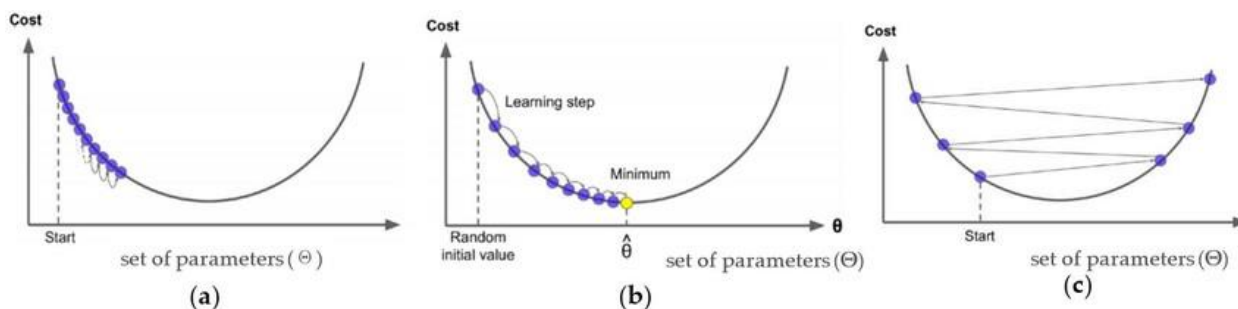 Cost
Start
set of parameters (Θ)
(a)
Cost
Learning step
Minimum
Random
initial value
θ̂
θ
set of parameters (Θ)
(b)
Cost
Start
set of parameters (Θ)
(c)